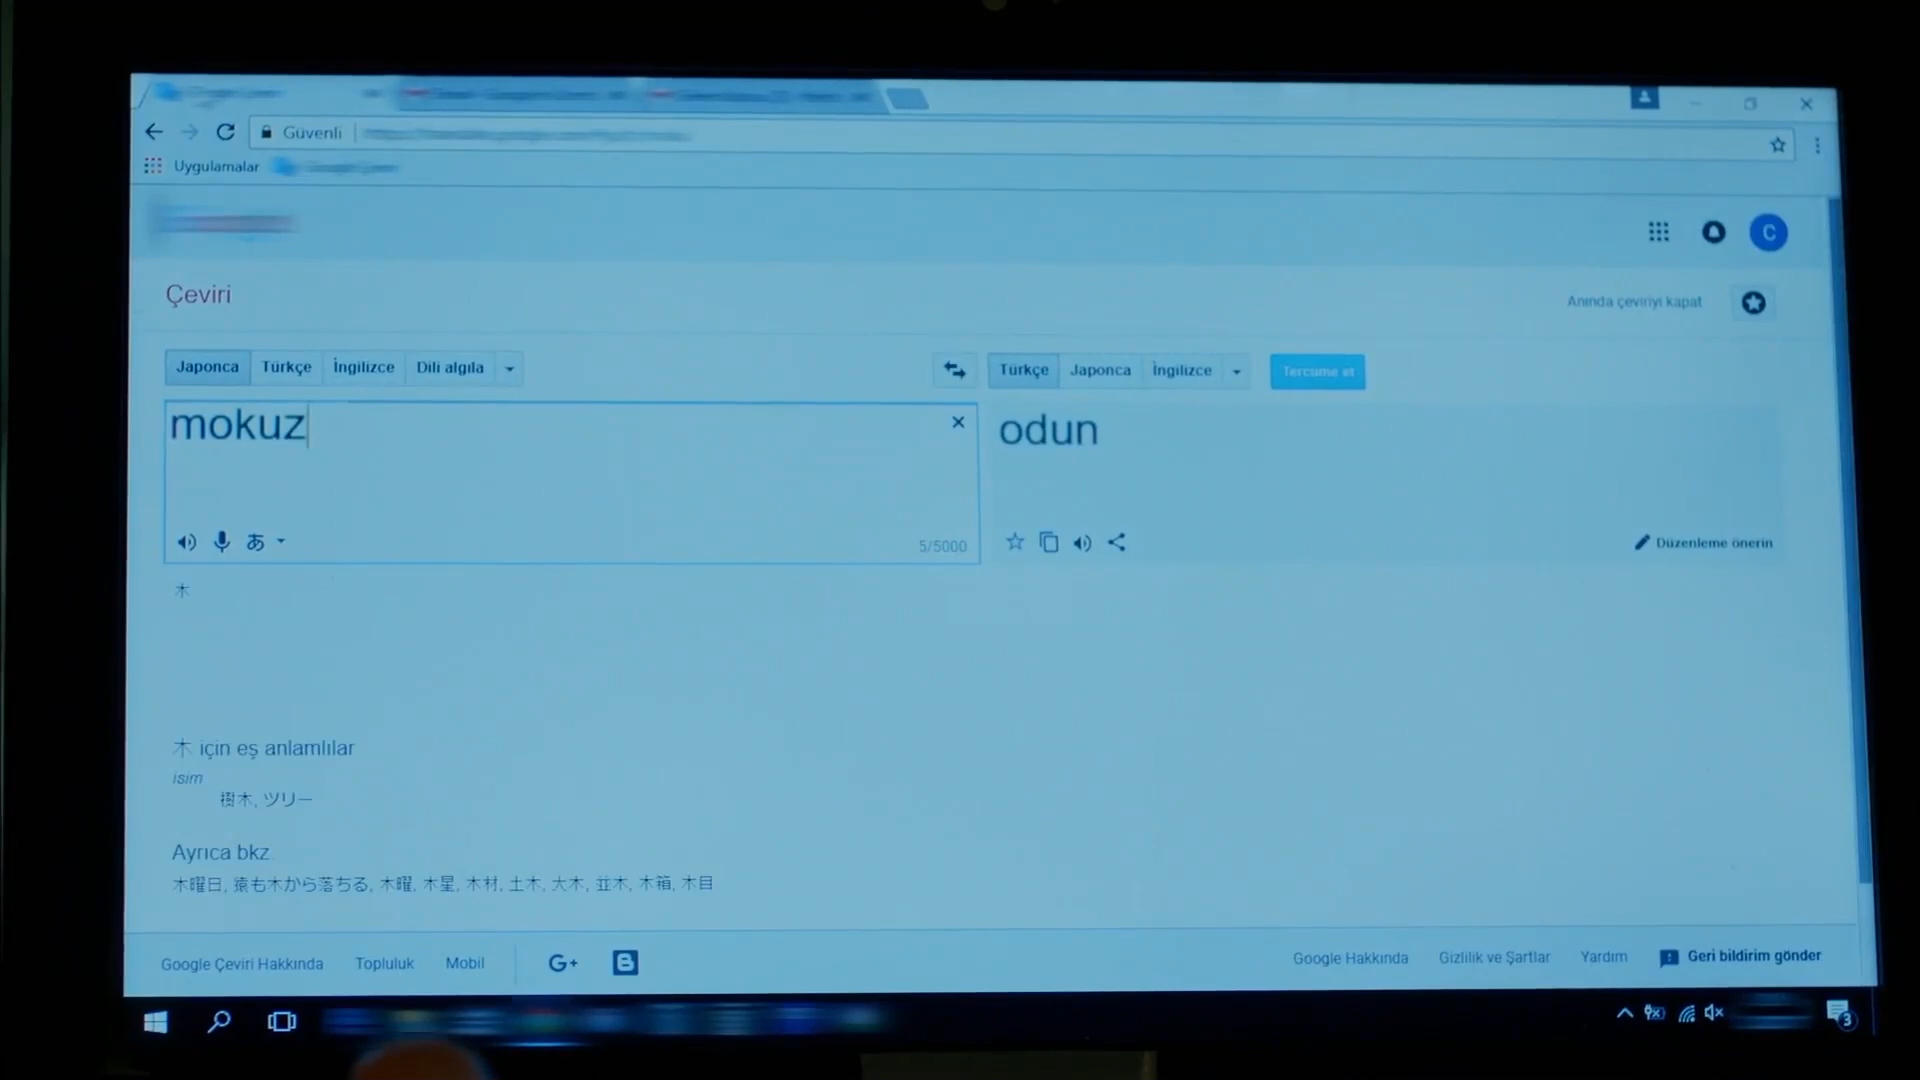 Güvenli
Uygulamalar
C
Çeviri
Anında çeviriyi kapat
Japonca Türkçe İngilizce Dili algıla
Türkçe Japonca İngilizce
Tercüme et
mokuz
odun
あ
5/5000
Düzenleme önerin
木
木 için eş anlamlılar
isim
樹木, ツリー
Ayrıca bkz.
木曜日, 猿も木から落ちる, 木曜, 木星, 木材, 土木, 大木, 並木, 木箱, 木目
Google Çeviri Hakkında Topluluk Mobil G+ B
Google Hakkında Gizlilik ve Şartlar Yardım Geri bildirim gönder
3